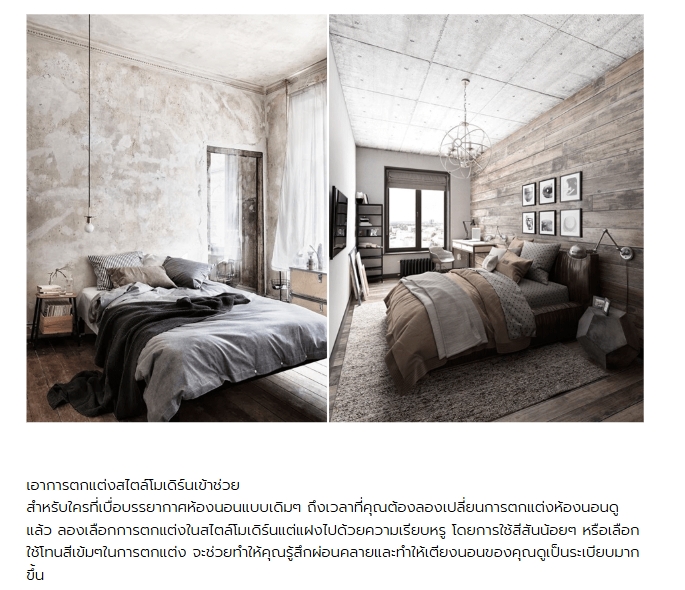 เอาการตกแต่งสไตล์โมเดิร์นเข้าช่วย
สำหรับใครที่เบื่อบรรยากาศห้องนอนแบบเดิมๆ ถึงเวลาที่คุณต้องลองเปลี่ยนการตกแต่งห้องนอนดู
แล้ว ลองเลือกการตกแต่งในสไตล์โมเดิร์นแต่แฝงไปด้วยความเรียบหรู โดยการใช้สีสันน้อยๆ หรือเลือก
ใช้โทนสีเข้มๆในการตกแต่ง จะช่วยทำให้คุณรู้สึกผ่อนคลายและทำให้เตียงนอนของคุณดูเป็นระเบียบมาก
ขึ้น